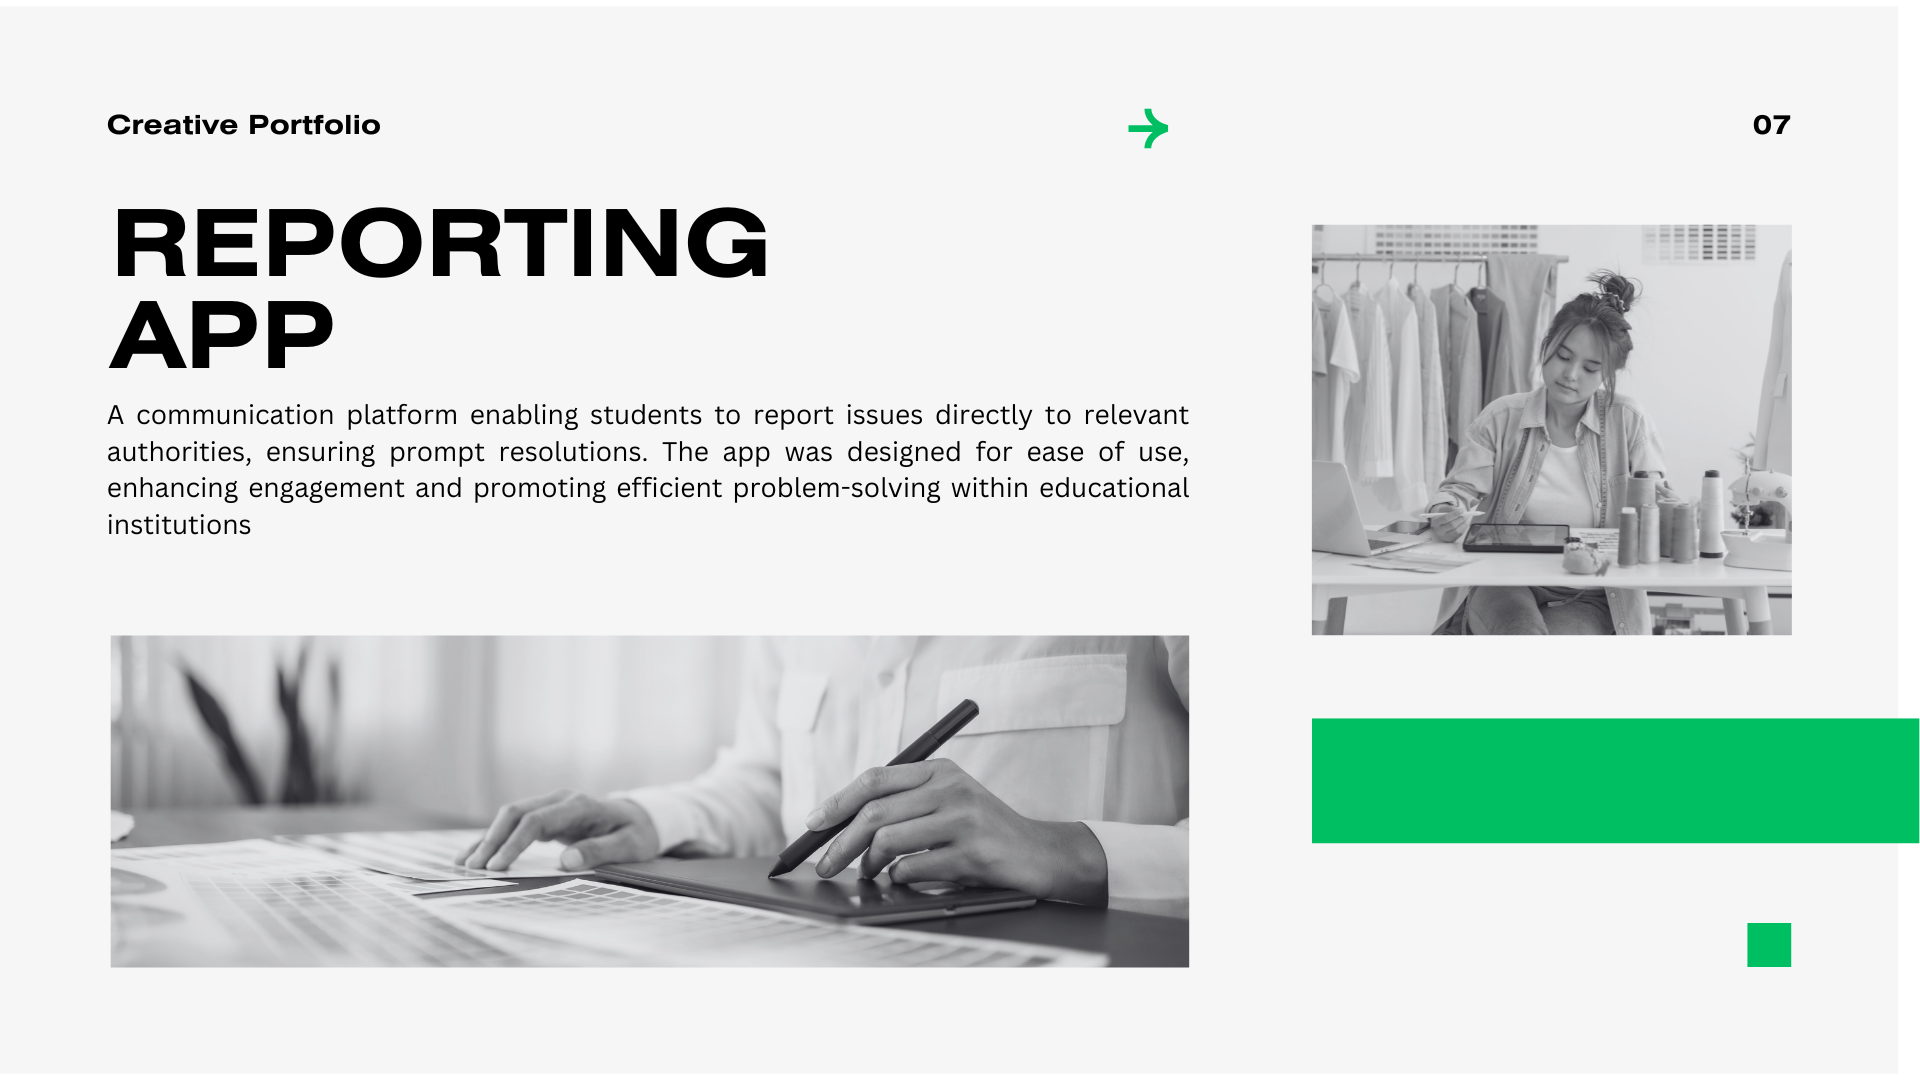 Creative Portfolio
07
REPORTING
APP
A communication platform enabling students to report issues directly to relevant
authorities, ensuring prompt resolutions. The app was designed for ease of use,
enhancing engagement and promoting efficient problem-solving within educational
institutions